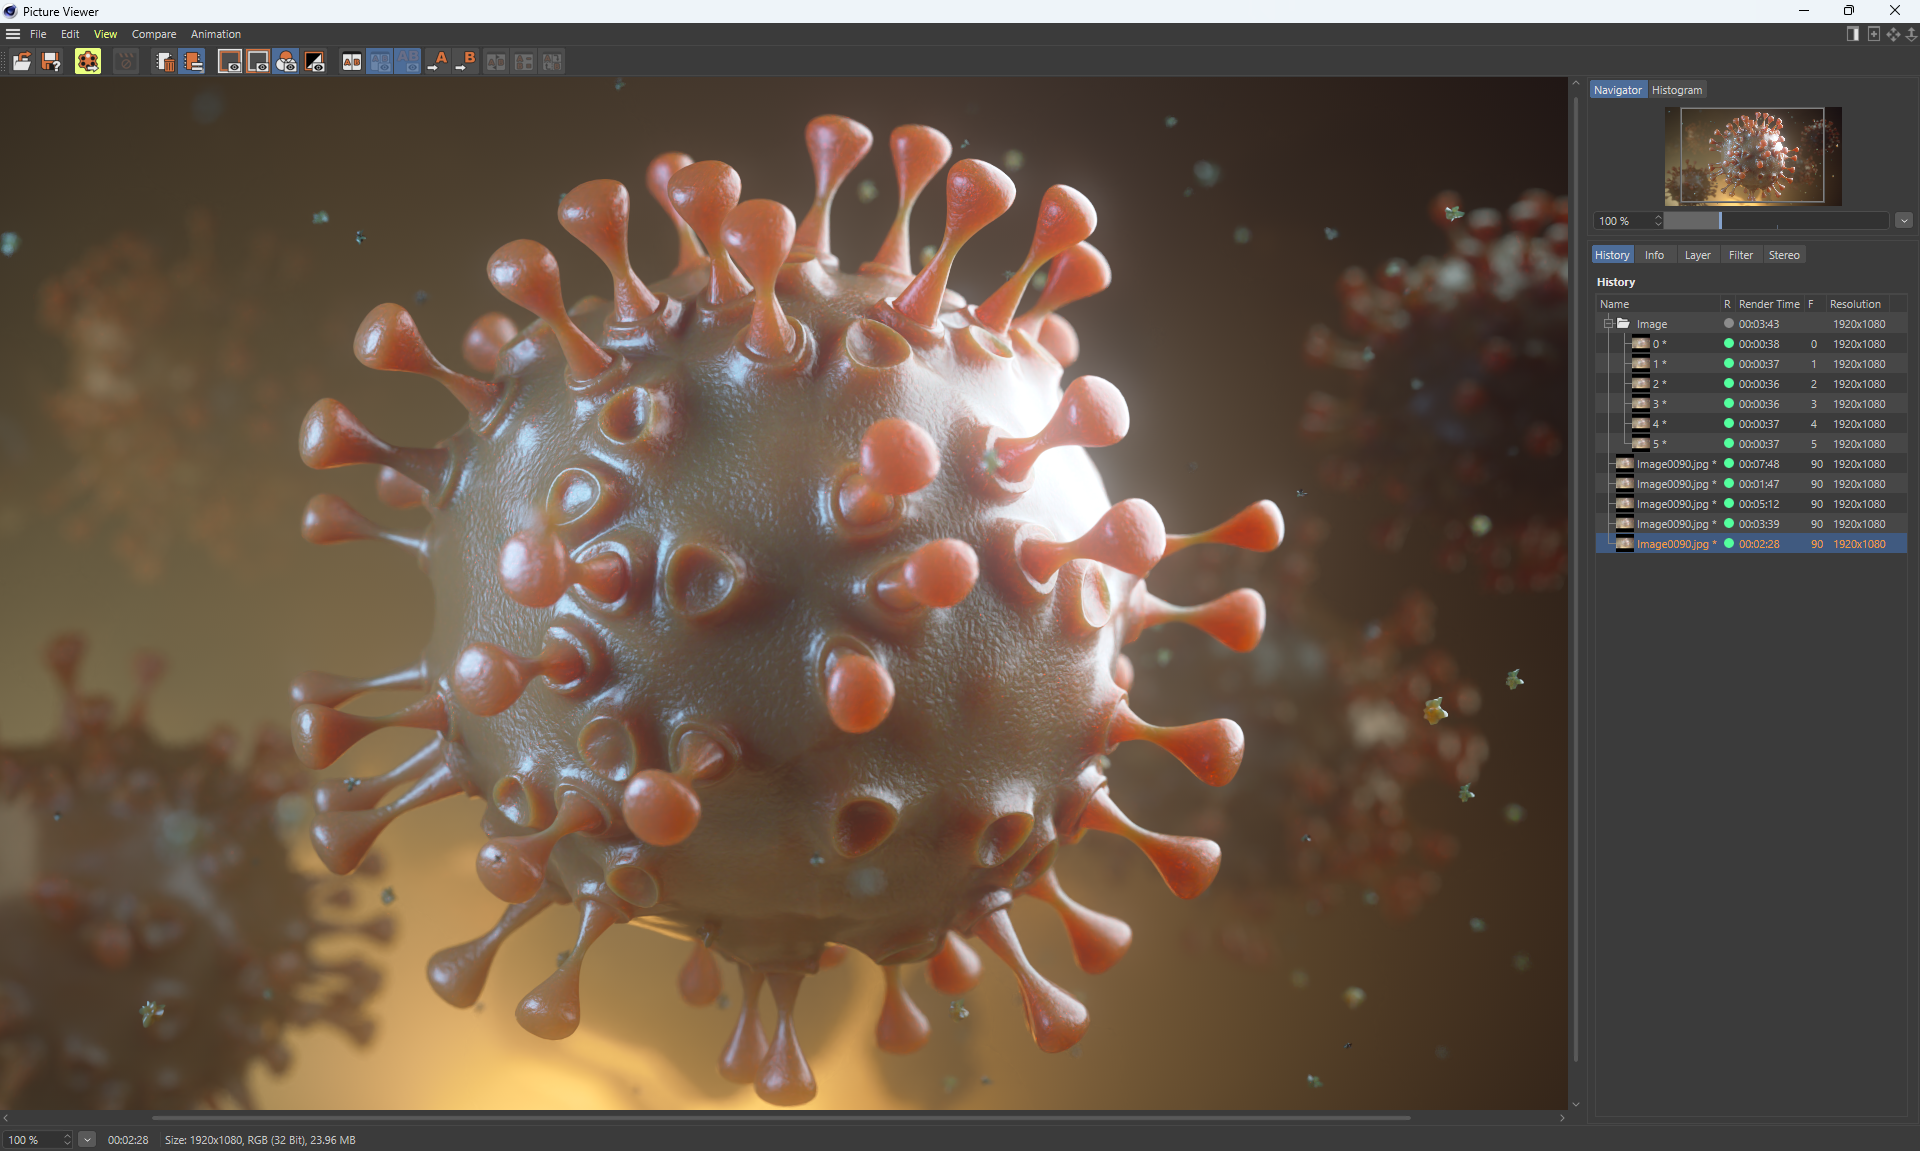 Picture Viewer
File Edit View Compare Animation
Navigator Histogram
100 %
History Info Layer Filter Stereo
History
Name R Render Time F Resolution
Image 00:03:43 1920x1080
0 * 00:00:38 0 1920x1080
1 * 00:00:37 1 1920x1080
2 * 00:00:36 2 1920x1080
3 * 00:00:36 3 1920x1080
4 * 00:00:37 4 1920x1080
5 * 00:00:37 5 1920x1080
Image0090.jpg * 00:07:48 90 1920x1080
Image0090.jpg * 00:01:47 90 1920x1080
Image0090.jpg * 00:05:12 90 1920x1080
Image0090.jpg * 00:03:39 90 1920x1080
Image0090.jpg * 00:02:28 90 1920x1080
100 % 00:02:28 Size: 1920x1080, RGB (32 Bit), 23.96 MB